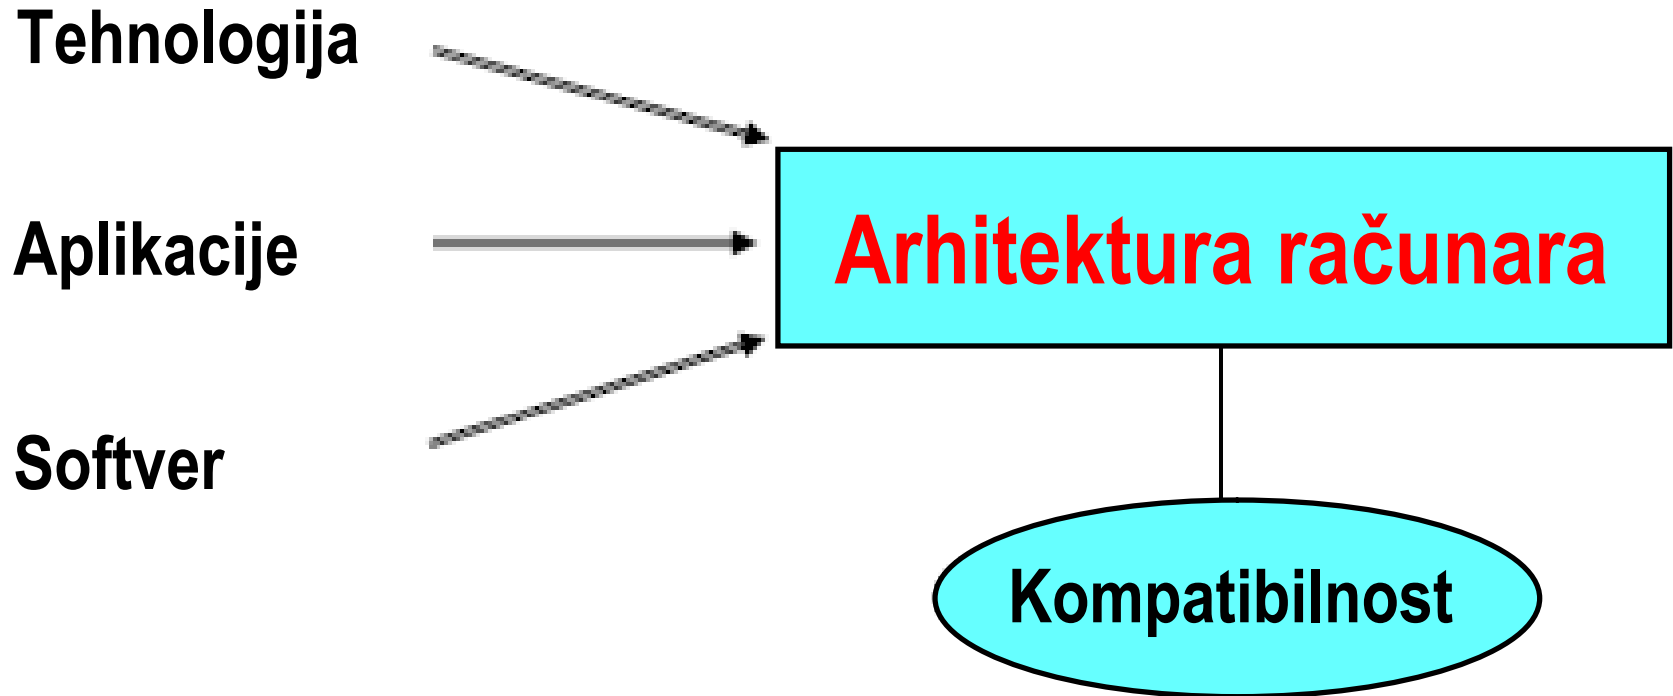 Tehnologija
Aplikacije
Arhitektura računara
Softver
Kompatibilnost